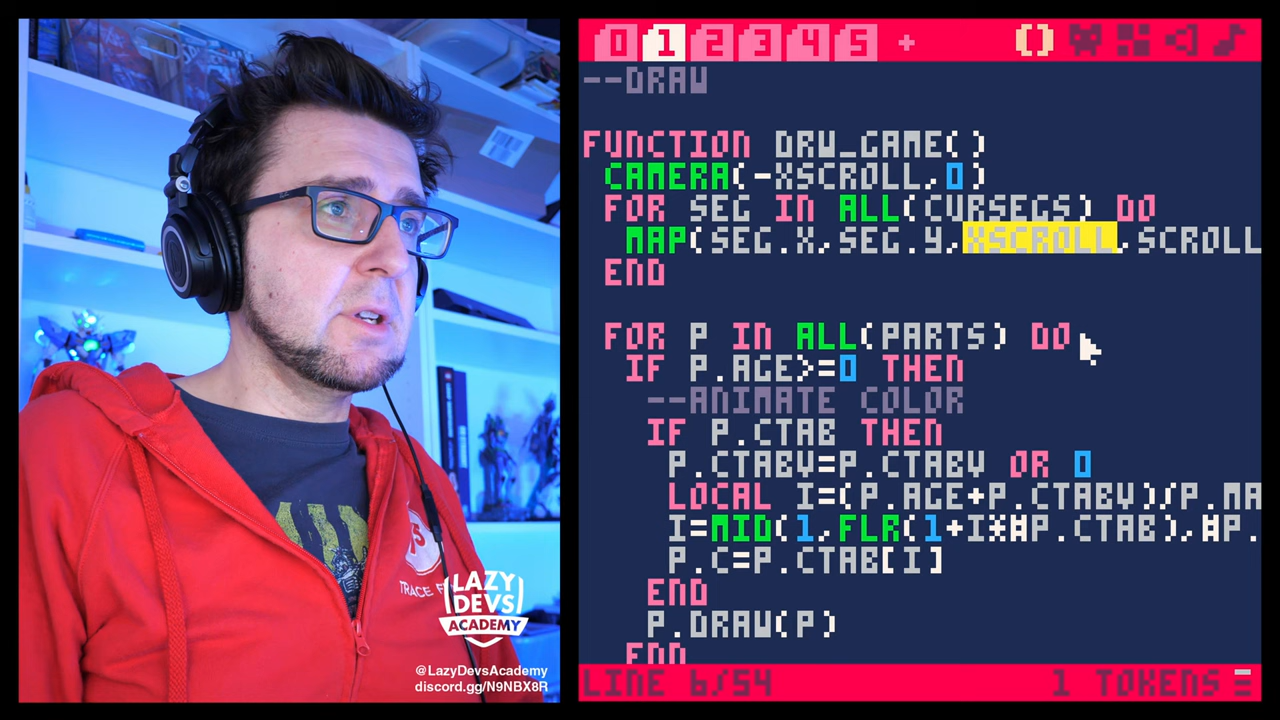 TRACE F
LAZY
DEVS
ACADEMY
@LazyDevsAcademy
discord.gg/N9NBX8R
0 1 2 3 4 5 +
--DRAW
FUNCTION DRW_GAME()
CAMERA(-XSCROLL,0)
FOR SEG IN ALL(CURSEGS) DO
MAP(SEG.X,SEG.Y,XSCROLL,SCROLL
END
FOR P IN ALL(PARTS) DO
IF P.AGE>=0 THEN
--ANIMATE COLOR
IF P.CTAB THEN
P.CTABV=P.CTABV OR 0
LOCAL I=(P.AGE+P.CTABV)/P.MA
I=MID(1,FLR(1+I*#P.CTAB),#P.
P.C=P.CTAB[I]
END
P.DRAW(P)
END
LINE 6/54
1 TOKENS